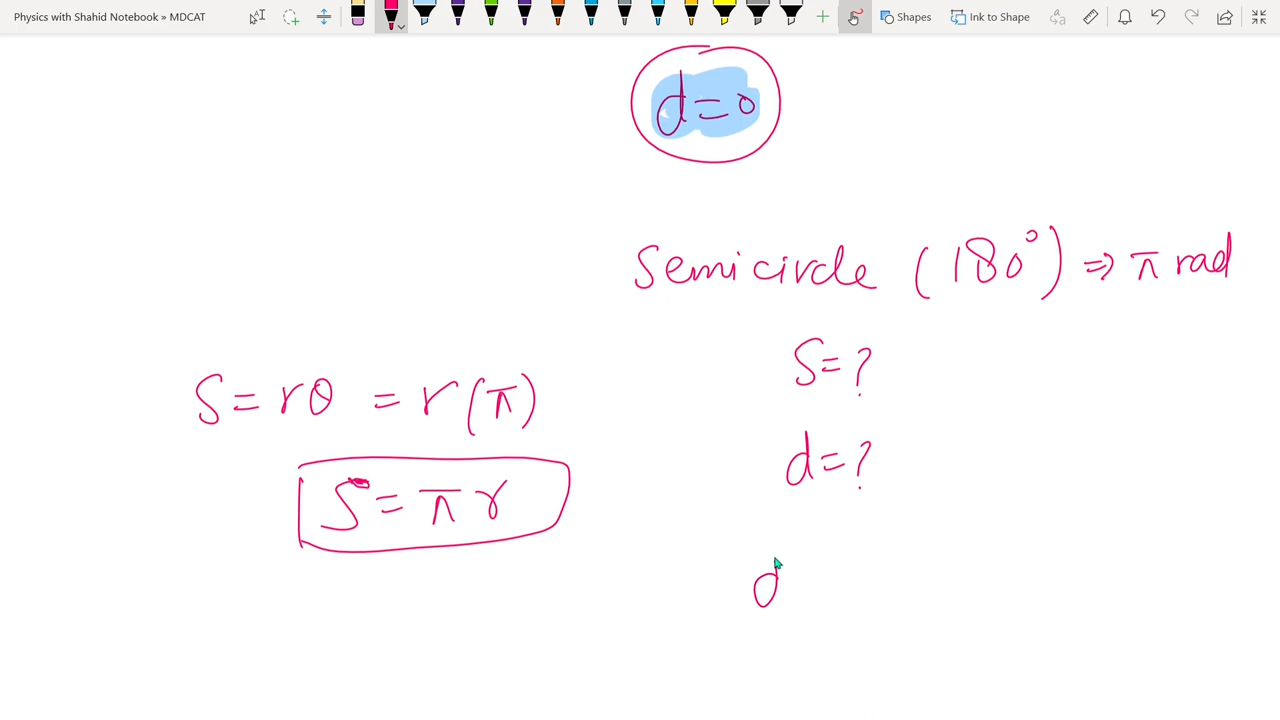 Physics with Shahid Notebook » MDCAT
Shapes
Ink to Shape
d=0
Semicircle (180°) ⇒ π rad
S=?
S=rθ = r(π)
d=?
S=πr
d